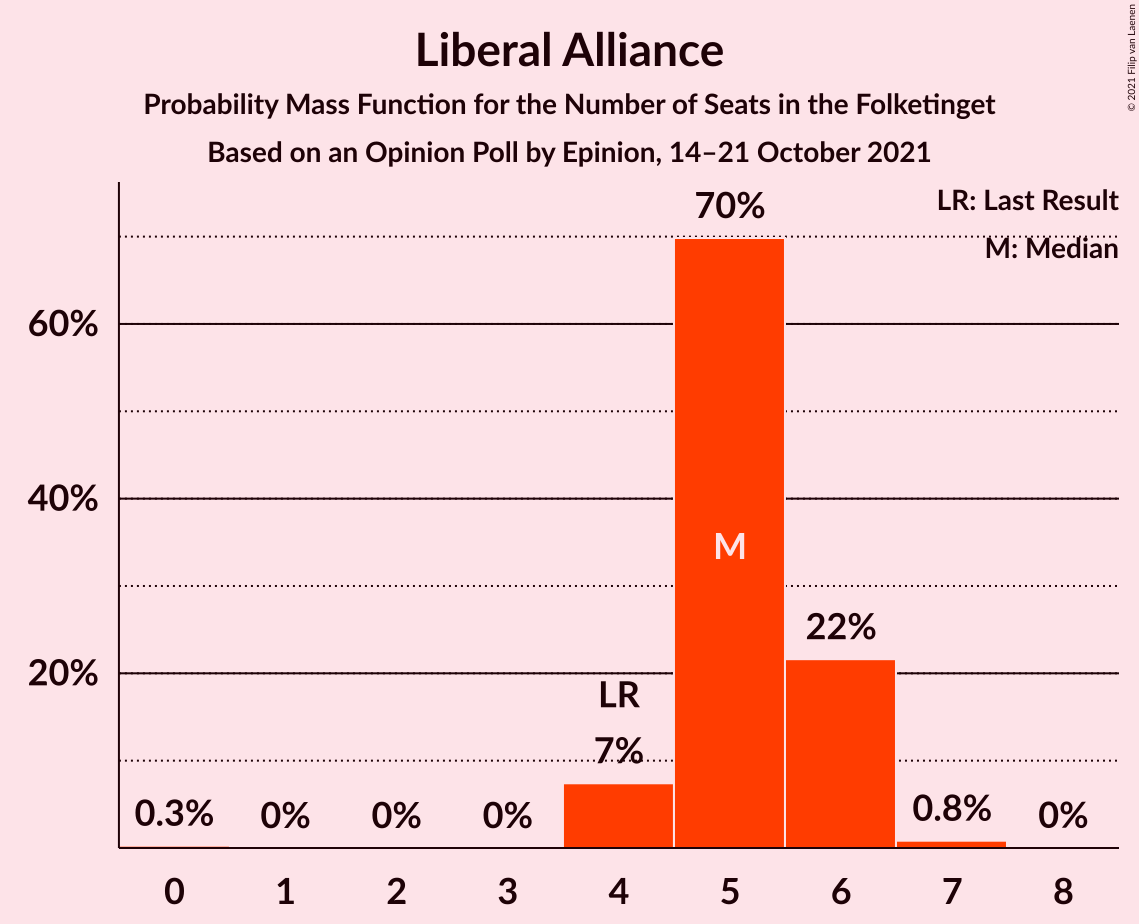 © 2021 Filip van Laenen
Liberal Alliance
Probability Mass Function for the Number of Seats in the Folketinget
Based on an Opinion Poll by Epinion, 14–21 October 2021
LR: Last Result
M: Median
70%
60%
40%
M
22%
20%
LR
7%
0.3% 0% 0% 0% 0.8% 0%
0 1 2 3 4 5 6 7 8